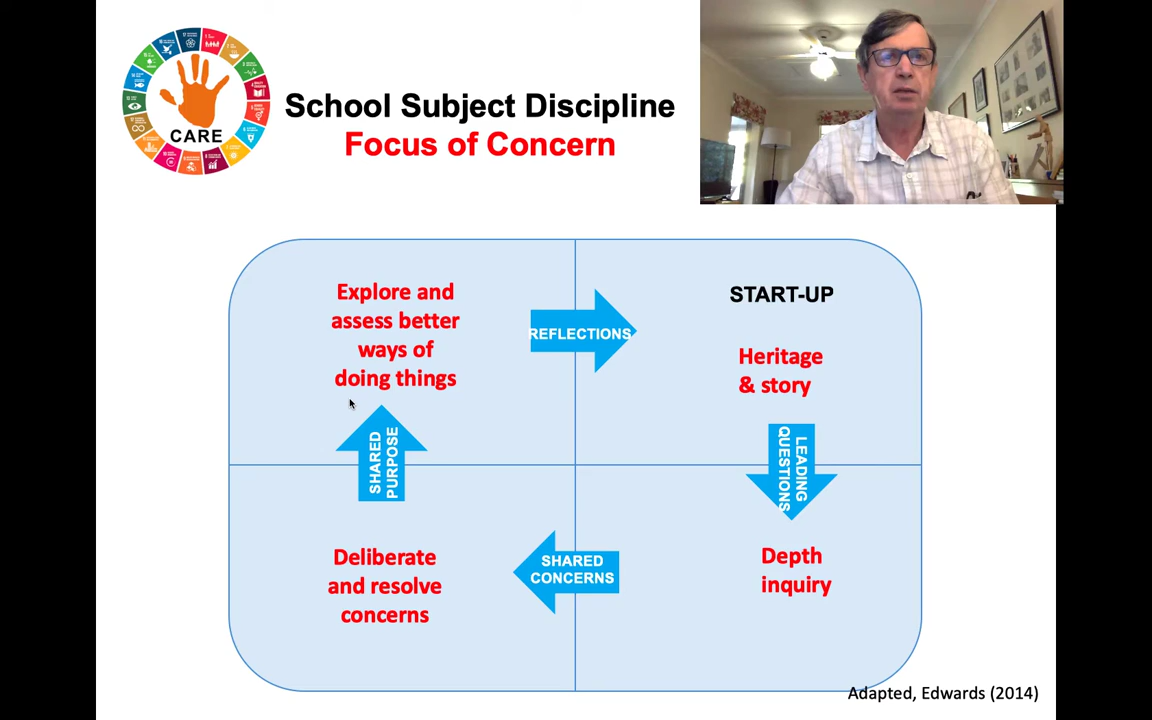 CARE
School Subject Discipline
Focus of Concern
Explore and
assess better
ways of
doing things
REFLECTIONS
START-UP
Heritage
& story
LEADING
QUESTIONS
Depth
inquiry
SHARED
CONCERNS
Deliberate
and resolve
concerns
SHARED
PURPOSE
Adapted, Edwards (2014)